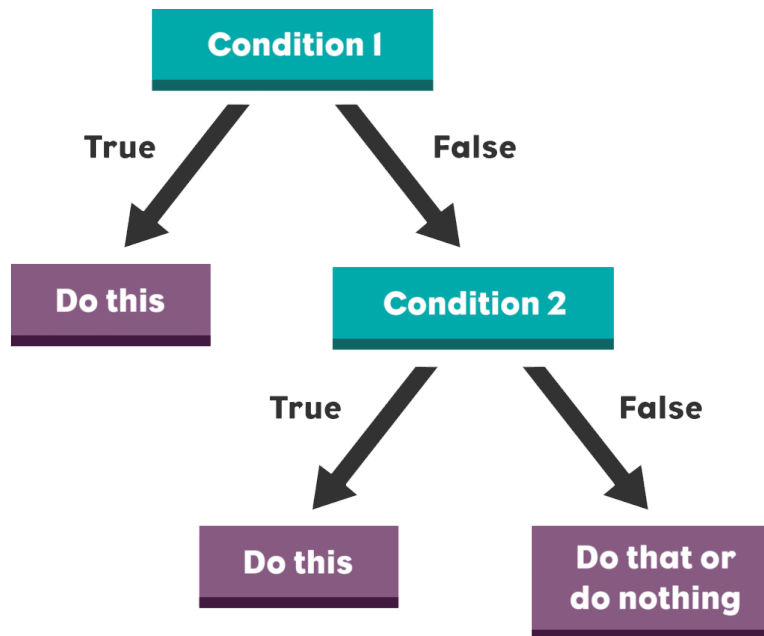 Condition 1
True
False
Do this
Condition 2
True
False
Do this
Do that or
do nothing